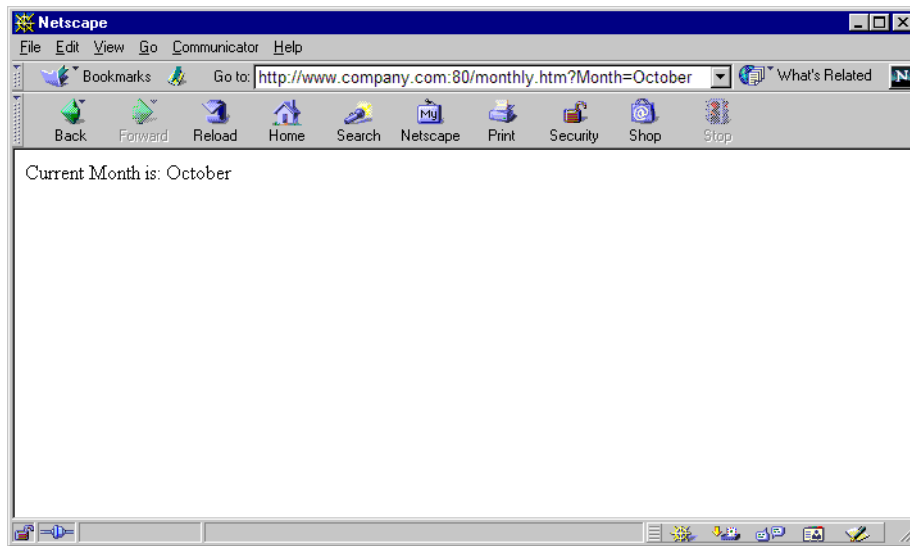 Netscape
File Edit View Go Communicator Help
Bookmarks Go to: http://www.company.com:80/monthly.htm?Month=October What's Related N
Back Forward Reload Home Search My Netscape Print Security Shop Stop
Current Month is: October